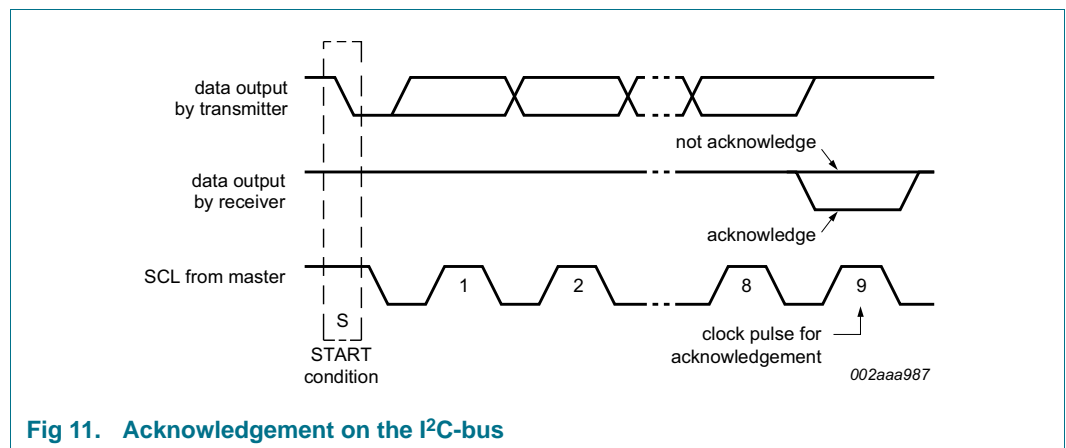 data output
by transmitter
not acknowledge
data output
by receiver
acknowledge
SCL from master
1
2
8
9
S
START
condition
clock pulse for
acknowledgement
002aaa987
Fig 11. Acknowledgement on the I²C-bus